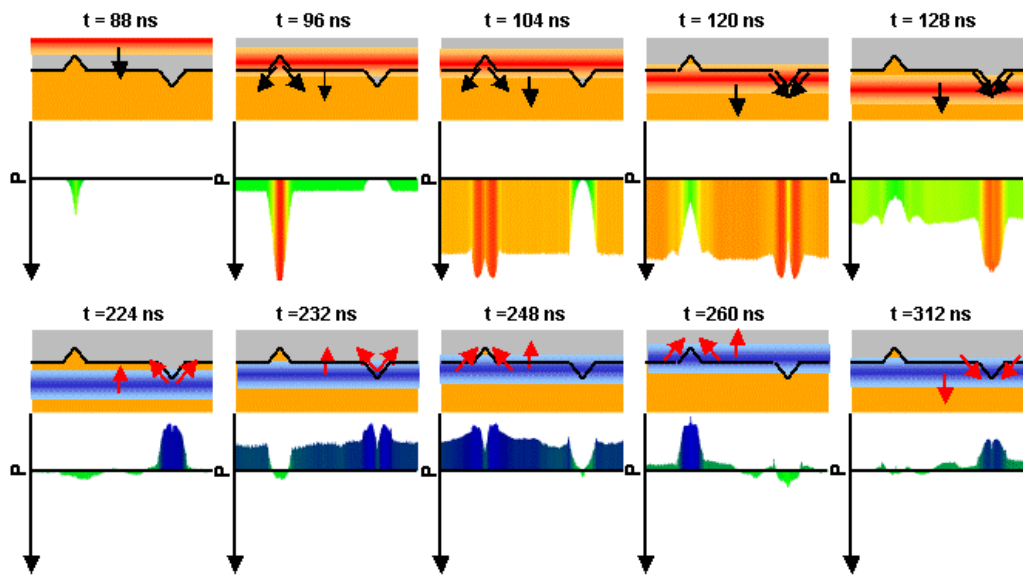 t = 88 ns
t = 96 ns
t = 104 ns
t = 120 ns
t = 128 ns
P
P
P
P
P
t =224 ns
t =232 ns
t =248 ns
t =260 ns
t =312 ns
P
P
P
P
P